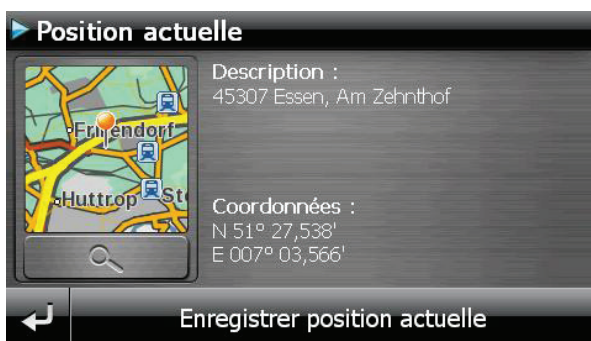 Position actuelle
Description :
45307 Essen, Am Zehnthof
Huttrop
Coordonnées :
N 51° 27,538'
E 007° 03,566'
Enregistrer position actuelle